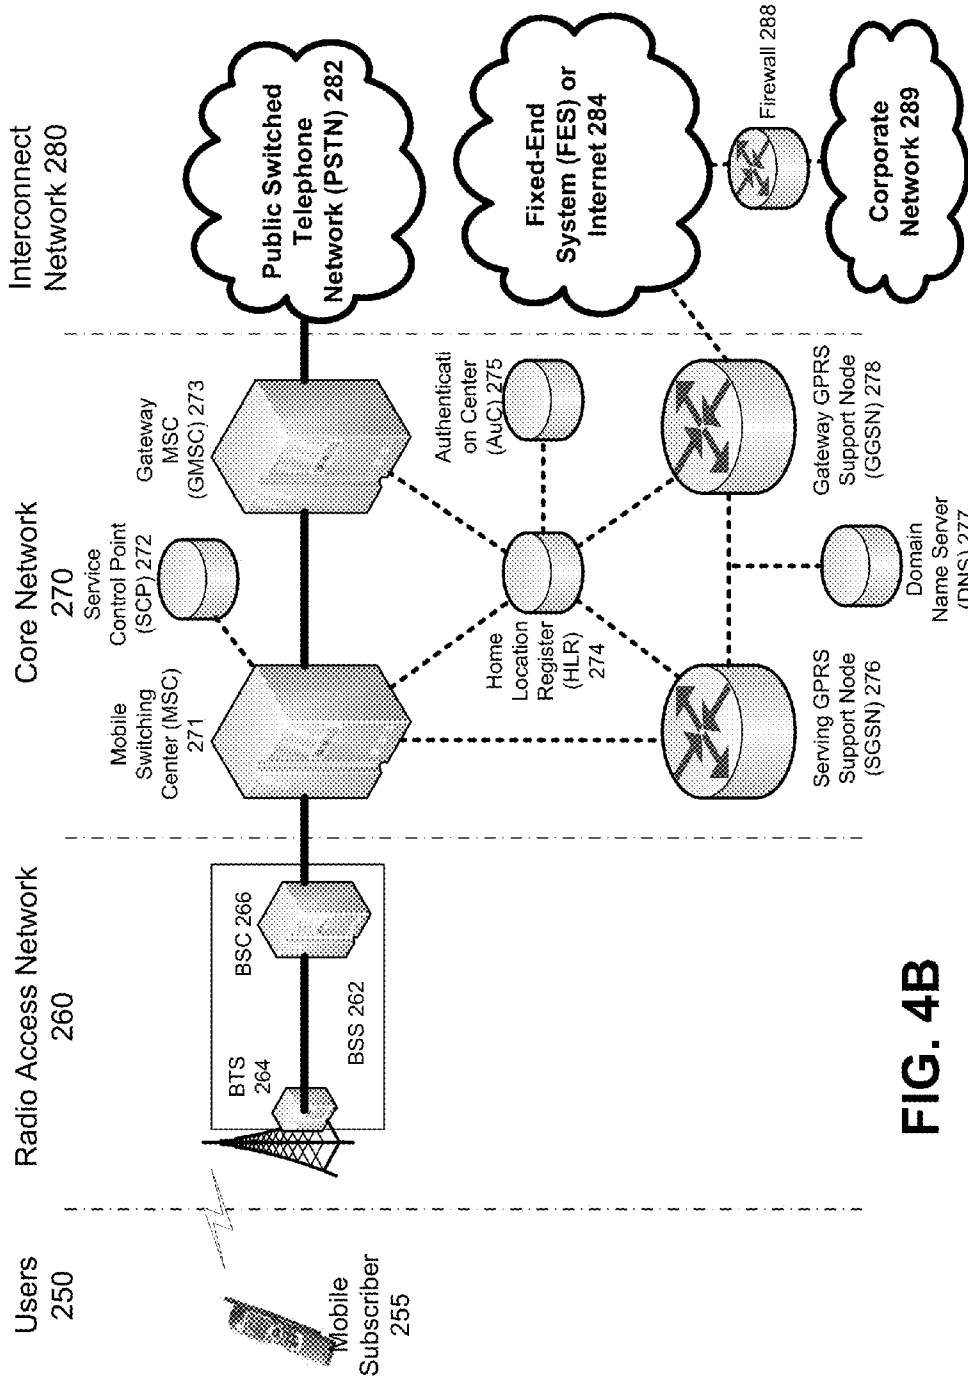 Users
250
Radio Access Network
260
Core Network
270
Interconnect
Network 280
Mobile
Subscriber
255
BTS
264
BSC 266
BSS 262
Mobile
Switching
Center (MSC)
271
Service
Control Point
(SCP) 272
Gateway
MSC
(GMSC) 273
Public Switched
Telephone
Network (PSTN) 282
Home
Location
Register
(HLR)
274
Authenticati
on Center
(AuC) 275
Fixed-End
System (FES) or
Internet 284
Serving GPRS
Support Node
(SGSN) 276
Gateway GPRS
Support Node
(GGSN) 278
Firewall 288
Domain
Name Server
(DNS) 277
Corporate
Network 289
FIG. 4B